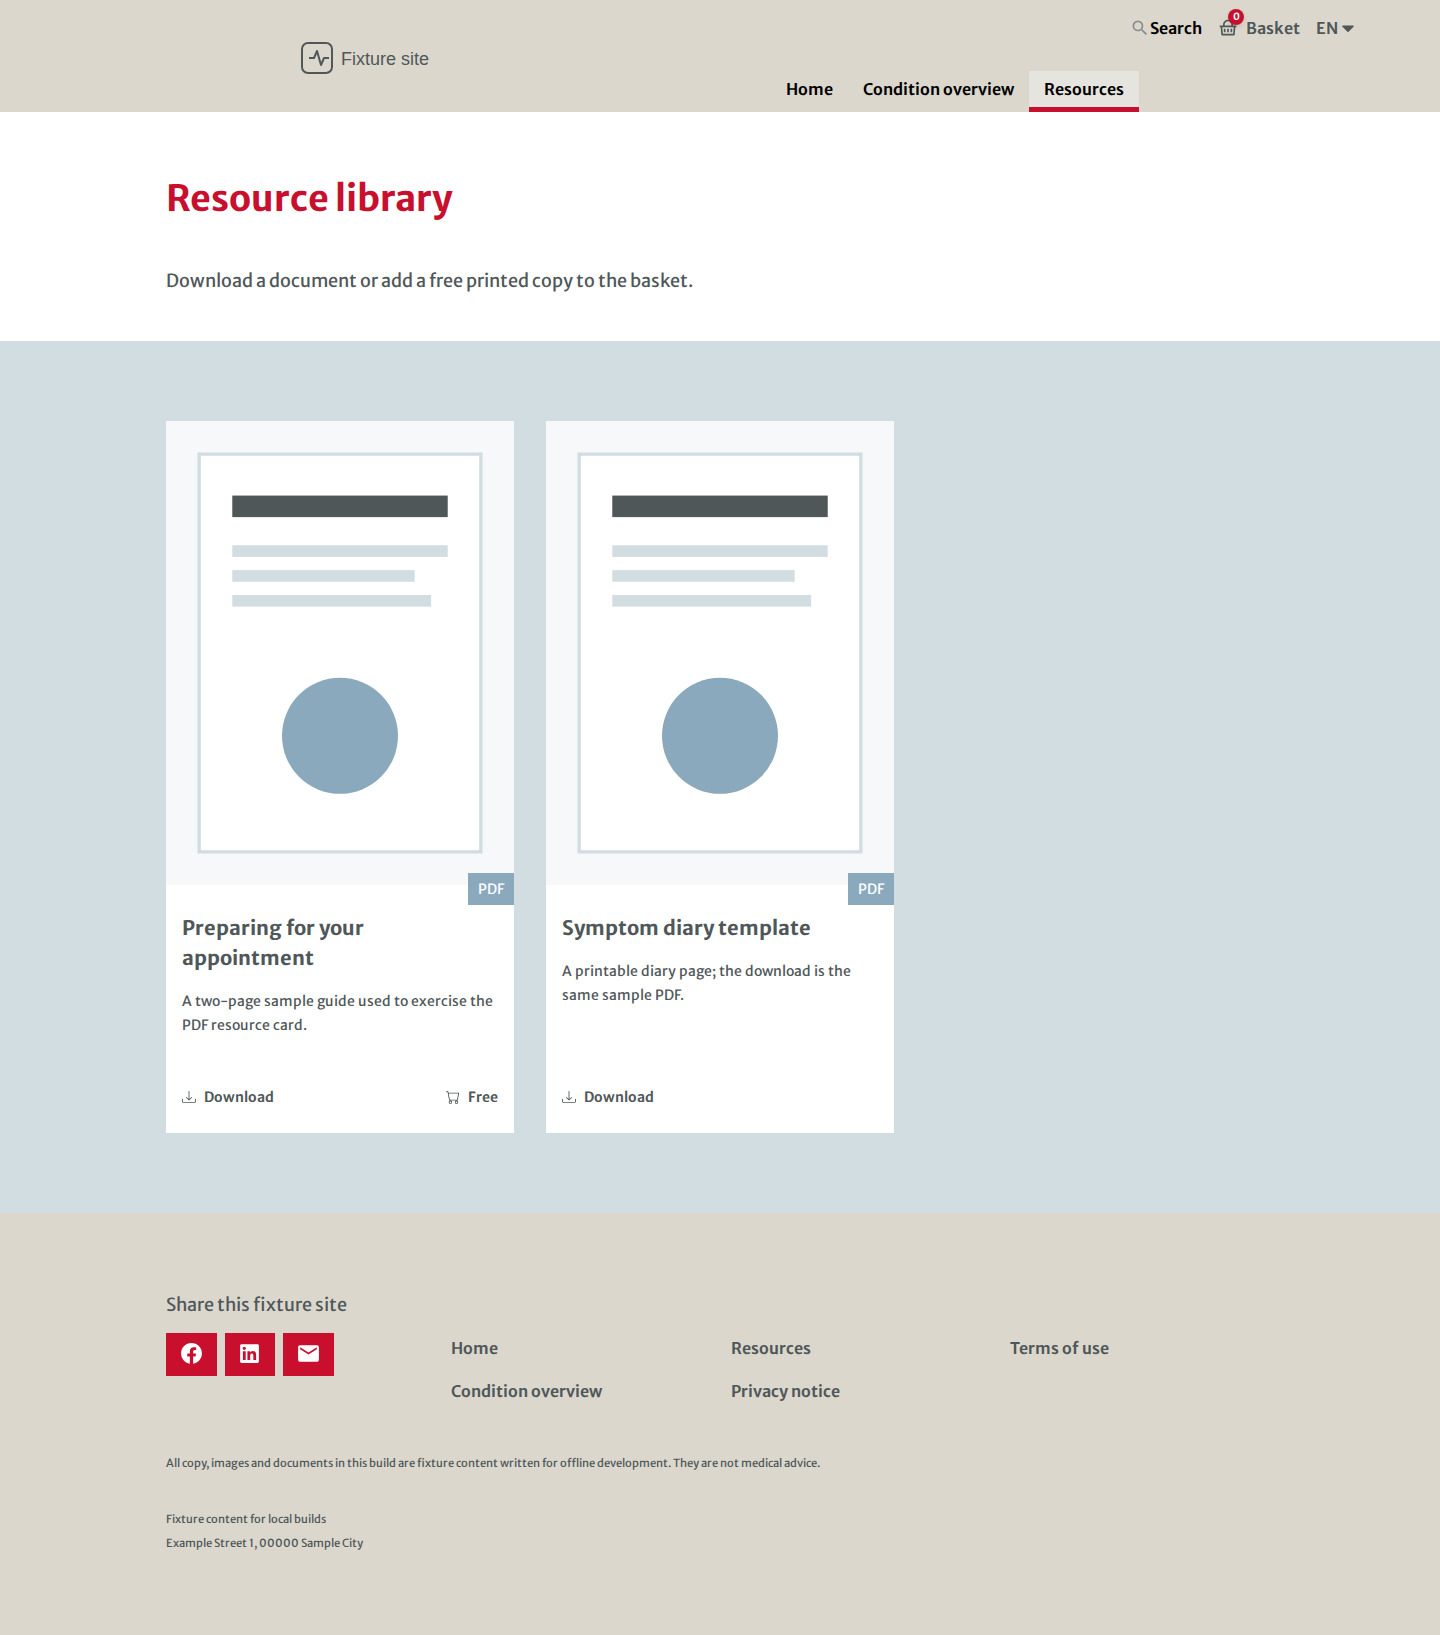 Search
0
Basket
EN
Fixture site
Home
Condition overview
Resources
Resource library
Download a document or add a free printed copy to the basket.
PDF
Preparing for your
appointment
A two-page sample guide used to exercise the
PDF resource card.
Download
Free
PDF
Symptom diary template
A printable diary page; the download is the
same sample PDF.
Download
Share this fixture site
Home
Condition overview
Resources
Privacy notice
Terms of use
All copy, images and documents in this build are fixture content written for offline development. They are not medical advice.
Fixture content for local builds
Example Street 1, 00000 Sample City